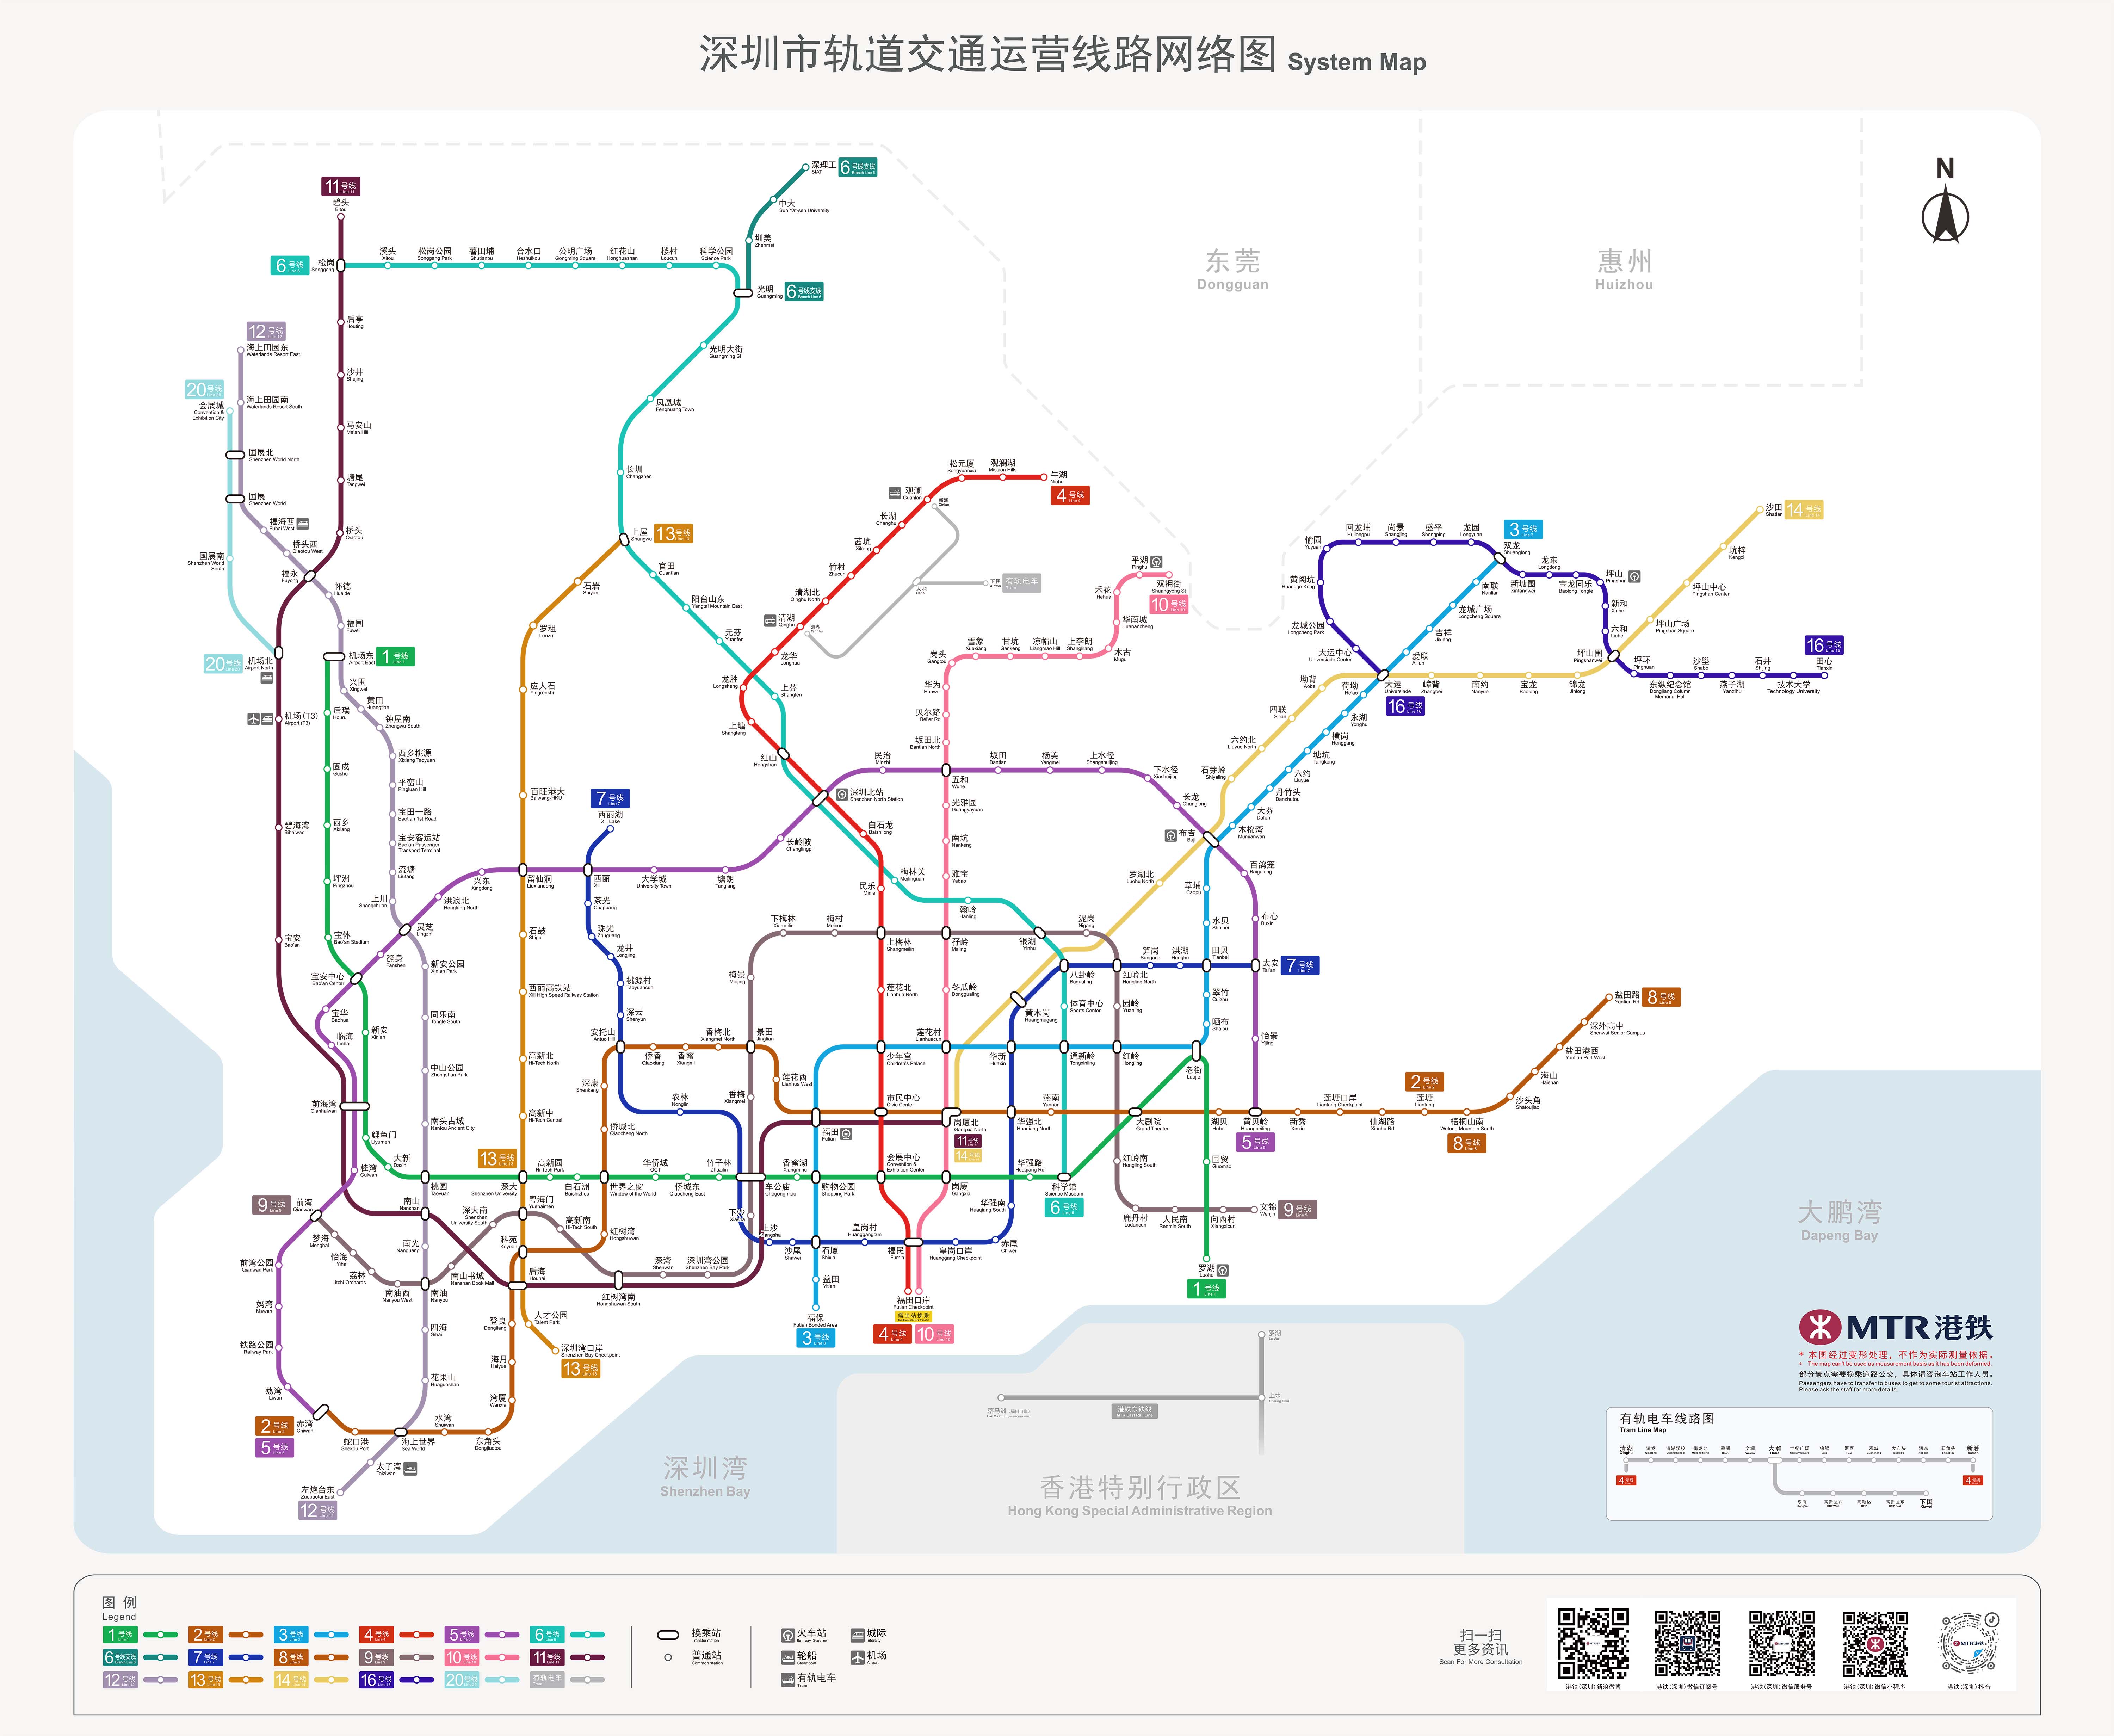 深圳市轨道交通运营线路网络图 System Map
N
东莞
Dongguan
惠州
Huizhou
11号线
Line 11
碧头
Bitou
6号线
Line 6
松岗
Songgang
溪头
Xitou
松岗公园
Songgang Park
薯田埔
Shutianpu
合水口
Heshuikou
公明广场
Gongming Square
红花山
Honghuashan
楼村
Loucun
科学公园
Science Park
深理工
SIAT
6号线支线
Branch Line 6
中大
Sun Yat-sen University
圳美
Zhenmei
光明
Guangming
6号线支线
Branch Line 6
光明大街
Guangming St
凤凰城
Fenghuang Town
长圳
Changzhen
上屋
Shangwu
13号线
Line 13
官田
Guantian
阳台山东
Yangtai Mountain East
元芬
Yuanfen
上芬
Shangfen
红山
Hongshan
后亭
Houting
沙井
Shajing
马安山
Ma'an Hill
塘尾
Tangwei
桥头
Qiaotou
12号线
Line 12
海上田园东
Waterlands Resort East
海上田园南
Waterlands Resort South
20号线
Line 20
会展城
Convention &
Exhibition City
国展北
Shenzhen World North
国展
Shenzhen World
福海西
Fuhai West
桥头西
Qiaotou West
国展南
Shenzhen World
South
福永
Fuyong
怀德
Huaide
福围
Fuwei
20号线
Line 20
机场北
Airport North
机场东
Airport East
1号线
Line 1
兴围
Xingwei
黄田
Huangtian
钟屋南
Zhongwu South
西乡桃源
Xixiang Taoyuan
平峦山
Pingluan Hill
宝田一路
Baotian 1st Road
宝安客运站
Bao'an Passenger
Transport Terminal
流塘
Liutang
上川
Shangchuan
灵芝
Lingzhi
机场(T3)
Airport (T3)
后瑞
Hourui
固戍
Gushu
西乡
Xixiang
坪洲
Pingzhou
宝体
Bao'an Stadium
碧海湾
Bihaiwan
宝安
Bao'an
宝安中心
Bao'an Center
翻身
Fanshen
洪浪北
Honglang North
兴东
Xingdong
留仙洞
Liuxiandong
石岩
Shiyan
罗租
Luozu
应人石
Yingrenshi
百旺港大
Baiwang-HKU
7号线
Line 7
西丽湖
Xili Lake
西丽
Xili
大学城
University Town
塘朗
Tanglang
长岭陂
Changlingpi
深圳北站
Shenzhen North Station
民治
Minzhi
五和
Wuhe
坂田
Bantian
杨美
Yangmei
上水径
Shangshuijing
下水径
Xiashuijing
长龙
Changlong
布吉
Buji
百鸽笼
Baigelong
布心
Buxin
太安
Tai'an
7号线
Line 7
怡景
Yijing
牛湖
Niuhu
4号线
Line 4
观澜湖
Mission Hills
松元厦
Songyuanxia
观澜
Guanlan
长湖
Changhu
茜坑
Xikeng
竹村
Zhucun
清湖北
Qinghu North
清湖
Qinghu
龙华
Longhua
龙胜
Longsheng
上塘
Shangtang
新澜
Xinlan
大和
Dahe
下围
Xiawei
有轨电车
Tram
清湖
Qinghu
白石龙
Baishilong
民乐
Minle
上梅林
Shangmeilin
莲花北
Lianhua North
少年宫
Children's Palace
市民中心
Civic Center
会展中心
Convention &
Exhibition Center
平湖
Pinghu
双拥街
Shuangyong St
10号线
Line 10
禾花
Hehua
华南城
Huanancheng
木古
Mugu
上李朗
Shanglilang
凉帽山
Liangmao Hill
甘坑
Gankeng
雪象
Xuexiang
岗头
Gangtou
华为
Huawei
贝尔路
Bei'er Rd
坂田北
Bantian North
光雅园
Guangyayuan
南坑
Nankeng
雅宝
Yabao
孖岭
Maling
冬瓜岭
Donggualing
莲花村
Lianhuacun
岗厦北
Gangxia North
11号线
Line 11
14号线
Line 14
岗厦
Gangxia
梅林关
Meilinguan
翰岭
Hanling
银湖
Yinhu
八卦岭
Bagualing
体育中心
Sports Center
通新岭
Tongxinling
科学馆
Science Museum
6号线
Line 6
沙田
Shatian
14号线
Line 14
坑梓
Kengzi
坪山中心
Pingshan Center
坪山广场
Pingshan Square
坪山围
Pingshanwei
锦龙
Jinlong
宝龙
Baolong
南约
Nanyue
嶂背
Zhangbei
大运
Universiade
16号线
Line 16
坳背
Aobei
四联
Silian
六约北
Liuyue North
石芽岭
Shiyaling
罗湖北
Luohu North
黄木岗
Huangmugang
3号线
Line 3
双龙
Shuanglong
南联
Nanlian
龙城广场
Longcheng Square
吉祥
Jixiang
爱联
Ailian
荷坳
He'ao
永湖
Yonghu
横岗
Henggang
塘坑
Tangkeng
六约
Liuyue
丹竹头
Danzhutou
大芬
Dafen
木棉湾
Mumianwan
草埔
Caopu
水贝
Shuibei
田贝
Tianbei
翠竹
Cuizhu
晒布
Shaibu
老街
Laojie
龙园
Longyuan
盛平
Shengping
尚景
Shangjing
回龙埔
Huilongpu
愉园
Yuyuan
黄阁坑
Huangge Keng
龙城公园
Longcheng Park
大运中心
Universiade Center
新塘围
Xintangwei
龙东
Longdong
宝龙同乐
Baolong Tongle
坪山
Pingshan
新和
Xinhe
六和
Liuhe
坪环
Pinghuan
东纵纪念馆
Dongjiang Column
Memorial Hall
沙壆
Shabo
燕子湖
Yanzihu
石井
Shijing
技术大学
Technology University
田心
Tianxin
16号线
Line 16
下梅林
Xiameilin
梅村
Meicun
泥岗
Nigang
红岭北
Hongling North
园岭
Yuanling
红岭
Hongling
红岭南
Hongling South
鹿丹村
Ludancun
人民南
Renmin South
向西村
Xiangxicun
文锦
Wenjin
9号线
Line 9
笋岗
Sungang
洪湖
Honghu
梅景
Meijing
景田
Jingtian
香梅
Xiangmei
香梅北
Xiangmei North
香蜜
Xiangmi
侨香
Qiaoxiang
安托山
Antuo Hill
深康
Shenkang
侨城北
Qiaocheng North
莲花西
Lianhua West
茶光
Chaguang
珠光
Zhuguang
龙井
Longjing
桃源村
Taoyuancun
深云
Shenyun
农林
Nonglin
石鼓
Shigu
西丽高铁站
Xili High Speed Railway Station
高新北
Hi-Tech North
高新中
Hi-Tech Central
13号线
Line 13
深大
Shenzhen University
高新园
Hi-Tech Park
白石洲
Baishizhou
世界之窗
Window of the World
华侨城
OCT
侨城东
Qiaocheng East
竹子林
Zhuzilin
车公庙
Chegongmiao
香蜜湖
Xiangmihu
购物公园
Shopping Park
福田
Futian
华新
Huaxin
华强北
Huaqiang North
华强路
Huaqiang Rd
华强南
Huaqiang South
燕南
Yannan
大剧院
Grand Theater
湖贝
Hubei
黄贝岭
Huangbeiling
5号线
Line 5
新秀
Xinxiu
莲塘口岸
Liantang Checkpoint
仙湖路
Xianhu Rd
2号线
Line 2
莲塘
Liantang
梧桐山南
Wutong Mountain South
8号线
Line 8
沙头角
Shatoujiao
海山
Haishan
盐田港西
Yantian Port West
深外高中
Shenwai Senior Campus
盐田路
Yantian Rd
8号线
Line 8
国贸
Guomao
罗湖
Luohu
1号线
Line 1
新安公园
Xin'an Park
同乐南
Tongle South
中山公园
Zhongshan Park
南头古城
Nantou Ancient City
桃园
Taoyuan
宝华
Baohua
临海
Linhai
新安
Xin'an
前海湾
Qianhaiwan
鲤鱼门
Liyumen
大新
Daxin
桂湾
Guiwan
9号线
Line 9
前湾
Qianwan
梦海
Menghai
怡海
Yihai
荔林
Litchi Orchards
南油西
Nanyou West
南油
Nanyou
南山书城
Nanshan Book Mall
深大南
Shenzhen
University South
粤海门
Yuehaimen
高新南
Hi-Tech South
南山
Nanshan
南光
Nanguang
科苑
Keyuan
后海
Houhai
红树湾
Hongshuwan
红树湾南
Hongshuwan South
深湾
Shenwan
深圳湾公园
Shenzhen Bay Park
下沙
Xiasha
上沙
Shangsha
沙尾
Shawei
石厦
Shixia
皇岗村
Huanggangcun
福民
Fumin
皇岗口岸
Huanggang Checkpoint
赤尾
Chiwei
益田
Yitian
福保
Futian Bonded Area
3号线
Line 3
福田口岸
Futian Checkpoint
需出站换乘
4号线
Line 4
10号线
Line 10
前湾公园
Qianwan Park
妈湾
Mawan
铁路公园
Railway Park
荔湾
Liwan
赤湾
Chiwan
2号线
Line 2
5号线
Line 5
蛇口港
Shekou Port
海上世界
Sea World
水湾
Shuiwan
东角头
Dongjiaotou
湾厦
Wanxia
海月
Haiyue
登良
Dengliang
人才公园
Talent Park
深圳湾口岸
Shenzhen Bay Checkpoint
13号线
Line 13
四海
Sihai
花果山
Huaguoshan
太子湾
Taiziwan
左炮台东
Zuopaotai East
12号线
Line 12
深圳湾
Shenzhen Bay
大鹏湾
Dapeng Bay
罗湖
Lo Wu
上水
Sheung Shui
落马洲(福田口岸)
港铁东铁线
MTR East Rail Line
香港特别行政区
Hong Kong Special Administrative Region
MTR 港铁
* 本图经过变形处理，不作为实际测量依据。
* The map can't be used as measurement basis as it has been deformed.
部分景点需要换乘道路公交，具体请咨询车站工作人员。
Passengers have to transfer to buses to get to some tourist attractions.
Please ask the staff for more details.
有轨电车线路图
Tram Line Map
清湖
大和
新澜
4号线
4号线
下围
图 例
Legend
1号线 Line 1
2号线 Line 2
3号线 Line 3
4号线 Line 4
5号线 Line 5
6号线 Line 6
6号线支线 Branch Line 6
7号线 Line 7
8号线 Line 8
9号线 Line 9
10号线 Line 10
11号线 Line 11
12号线 Line 12
13号线 Line 13
14号线 Line 14
16号线 Line 16
20号线 Line 20
有轨电车 Tram
换乘站
Transfer station
普通站
Common station
火车站
Railway Station
城际
Intercity
轮船
机场
Airport
有轨电车
Tram
扫一扫
更多资讯
Scan For More Consultation
港铁(深圳)新浪微博
港铁(深圳)微信订阅号
港铁(深圳)微信服务号
港铁(深圳)微信小程序
港铁(深圳)抖音